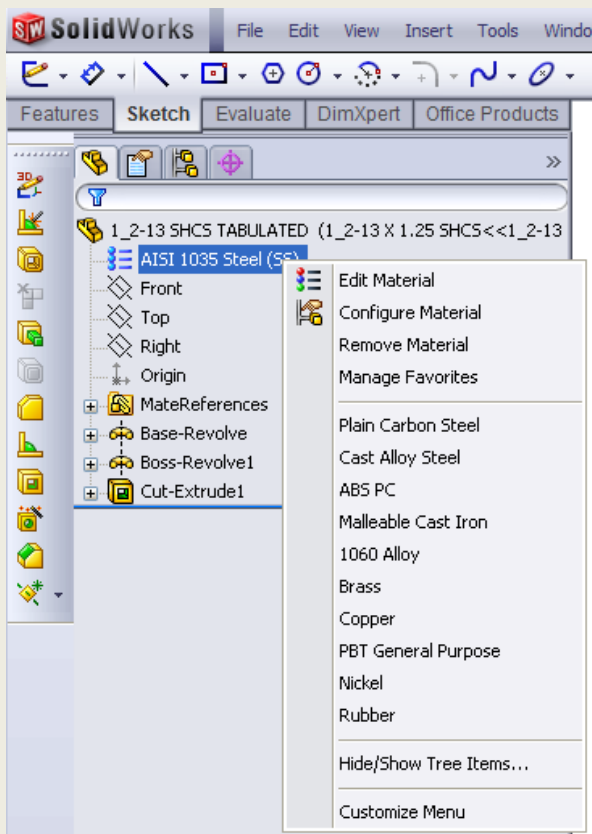 SW SolidWorks File Edit View Insert Tools Windo
Features Sketch Evaluate DimXpert Office Products
3D
»
1_2-13 SHCS TABULATED (1_2-13 X 1.25 SHCS<<1_2-13
AISI 1035 Steel (SS)
Front
Top
Right
Origin
MateReferences
Base-Revolve
Boss-Revolve1
Cut-Extrude1
Edit Material
Configure Material
Remove Material
Manage Favorites
Plain Carbon Steel
Cast Alloy Steel
ABS PC
Malleable Cast Iron
1060 Alloy
Brass
Copper
PBT General Purpose
Nickel
Rubber
Hide/Show Tree Items...
Customize Menu